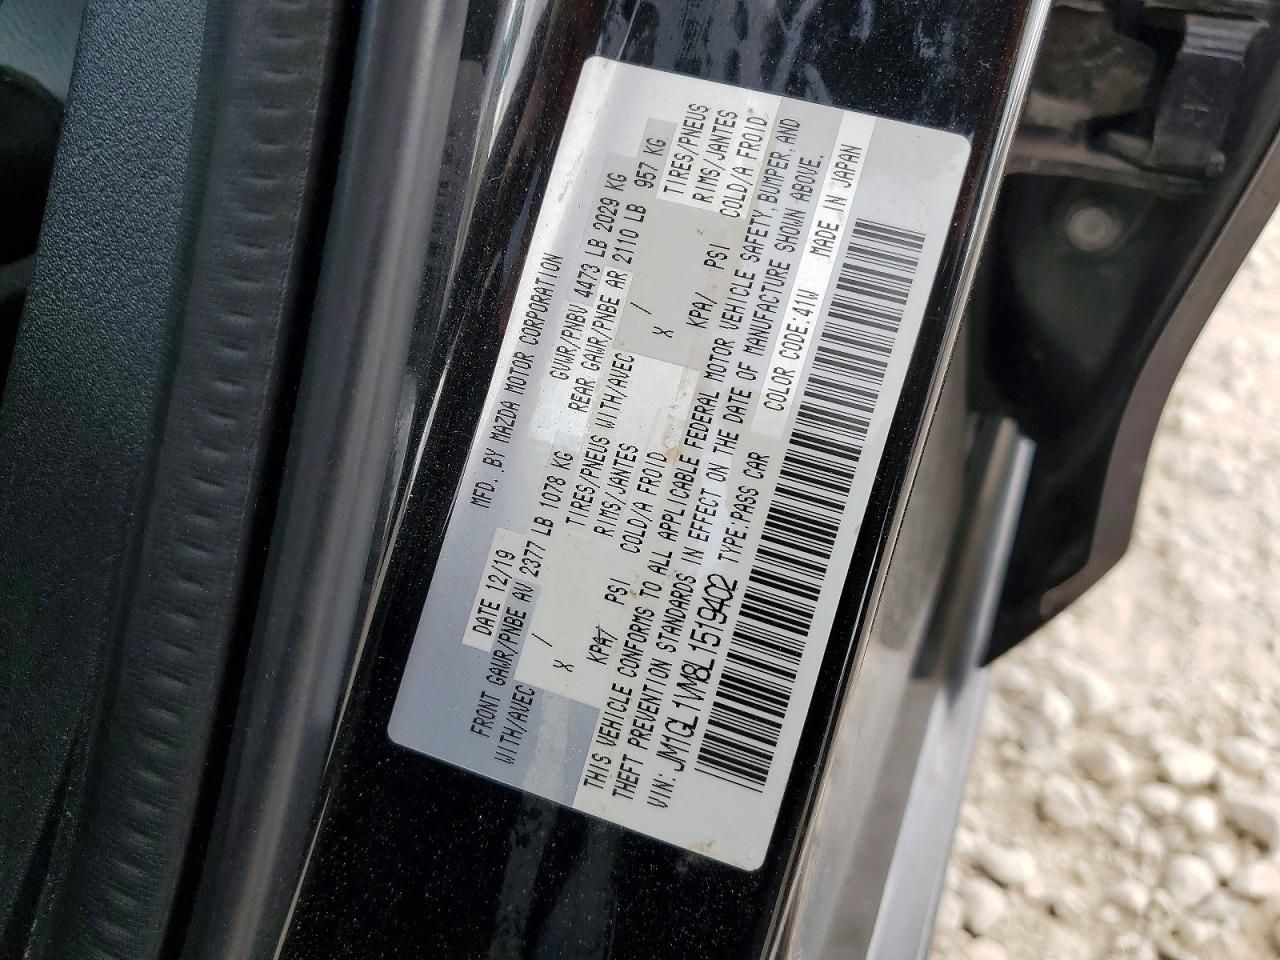 MFD. BY MAZDA MOTOR CORPORATION
DATE 12/19 GVWR/PNBV 4473 LB 2029 KG
FRONT GAWR/PNBE AV 2377 LB 1078 KG REAR GAWR/PNBE AR 2110 LB 957 KG
WITH/AVEC TIRES/PNEUS WITH/AVEC TIRES/PNEUS
X / RIMS/JANTES X / RIMS/JANTES
KPA/ PSI COLD/A FROID KPA/ PSI COLD/A FROID
THIS VEHICLE CONFORMS TO ALL APPLICABLE FEDERAL MOTOR VEHICLE SAFETY, BUMPER, AND
THEFT PREVENTION STANDARDS IN EFFECT ON THE DATE OF MANUFACTURE SHOWN ABOVE.
VIN: JM1GL1VM8L1519402 TYPE:PASS CAR COLOR CODE:41W MADE IN JAPAN